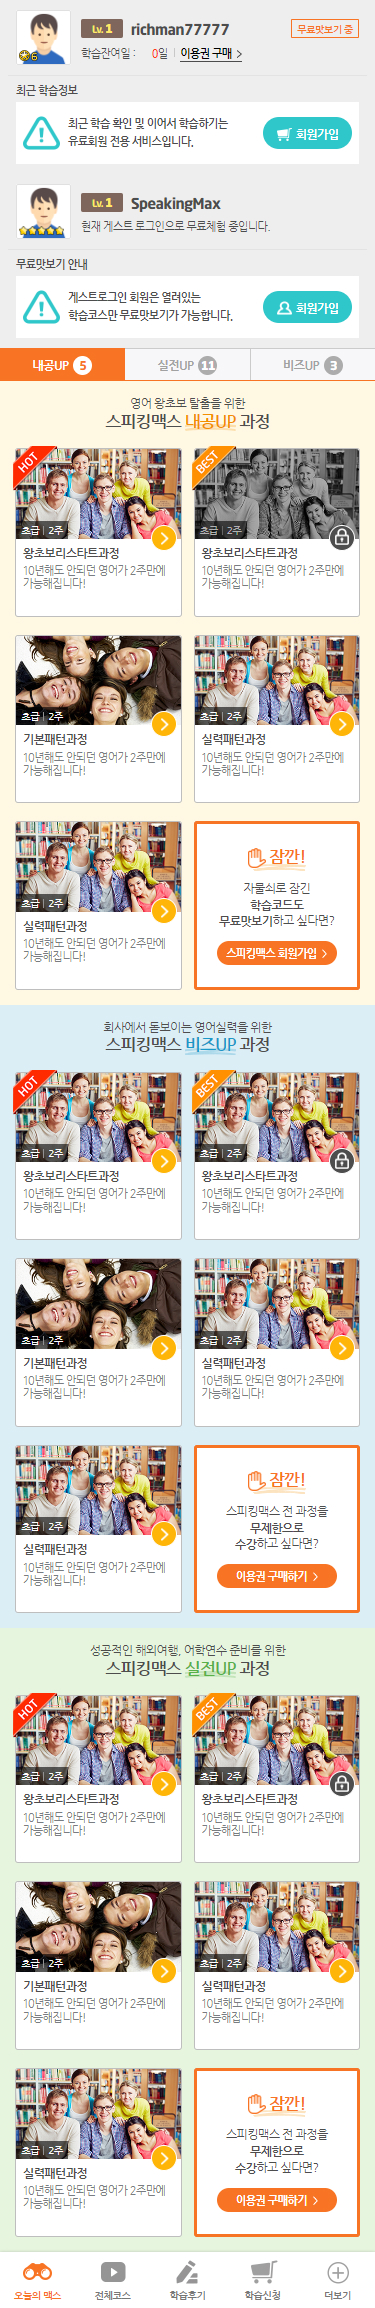 Lv. 1 richman77777 무료맛보기 중
6
학습잔여일 : 0일 | 이용권 구매 >
최근 학습정보
최근 학습 확인 및 이어서 학습하기는
유료회원 전용 서비스입니다.
회원가입
Lv. 1 SpeakingMax
현재 게스트 로그인으로 무료체험 중입니다.
무료맛보기 안내
게스트로그인 회원은 열러있는
학습코스만 무료맛보기가 가능합니다.
회원가입
내공UP 5 실전UP 11 비즈UP 3
영어 왕초보 탈출을 위한
스피킹맥스 내공UP 과정
HOT
초급 | 2주
왕초보리스타트과정
10년해도 안되던 영어가 2주만에
가능해집니다!
BEST
초급 | 2주
왕초보리스타트과정
10년해도 안되던 영어가 2주만에
가능해집니다!
초급 | 2주
기본패턴과정
10년해도 안되던 영어가 2주만에
가능해집니다!
초급 | 2주
실력패턴과정
10년해도 안되던 영어가 2주만에
가능해집니다!
초급 | 2주
실력패턴과정
10년해도 안되던 영어가 2주만에
가능해집니다!
잠깐!
자물쇠로 잠긴
학습코드도
무료맛보기하고 싶다면?
스피킹맥스 회원가입 >
회사에서 돋보이는 영어실력을 위한
스피킹맥스 비즈UP 과정
HOT
초급 | 2주
왕초보리스타트과정
10년해도 안되던 영어가 2주만에
가능해집니다!
BEST
초급 | 2주
왕초보리스타트과정
10년해도 안되던 영어가 2주만에
가능해집니다!
초급 | 2주
기본패턴과정
10년해도 안되던 영어가 2주만에
가능해집니다!
초급 | 2주
실력패턴과정
10년해도 안되던 영어가 2주만에
가능해집니다!
초급 | 2주
실력패턴과정
10년해도 안되던 영어가 2주만에
가능해집니다!
잠깐!
스피킹맥스 전 과정을
무제한으로
수강하고 싶다면?
이용권 구매하기 >
성공적인 해외여행, 어학연수 준비를 위한
스피킹맥스 실전UP 과정
HOT
초급 | 2주
왕초보리스타트과정
10년해도 안되던 영어가 2주만에
가능해집니다!
BEST
초급 | 2주
왕초보리스타트과정
10년해도 안되던 영어가 2주만에
가능해집니다!
초급 | 2주
기본패턴과정
10년해도 안되던 영어가 2주만에
가능해집니다!
초급 | 2주
실력패턴과정
10년해도 안되던 영어가 2주만에
가능해집니다!
초급 | 2주
실력패턴과정
10년해도 안되던 영어가 2주만에
가능해집니다!
잠깐!
스피킹맥스 전 과정을
무제한으로
수강하고 싶다면?
이용권 구매하기 >
오늘의 맥스 전체코스 학습후기 학습신청 더보기